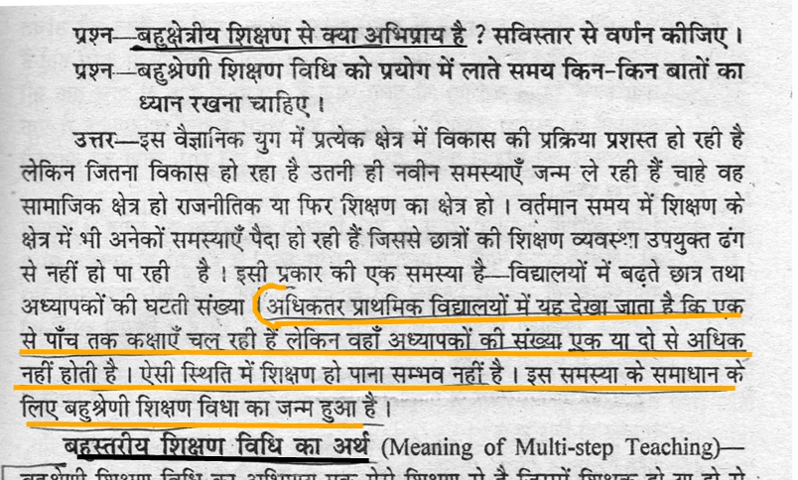 प्रश्न—बहुक्षेत्रीय शिक्षण से क्या अभिप्राय है ? सविस्तार से वर्णन कीजिए।
प्रश्न—बहुश्रेणी शिक्षण विधि को प्रयोग में लाते समय किन-किन बातों का
ध्यान रखना चाहिए।
उत्तर—इस वैज्ञानिक युग में प्रत्येक क्षेत्र में विकास की प्रक्रिया प्रशस्त हो रही है
लेकिन जितना विकास हो रहा है उतनी ही नवीन समस्याएँ जन्म ले रही हैं चाहे वह
सामाजिक क्षेत्र हो राजनीतिक या फिर शिक्षण का क्षेत्र हो। वर्तमान समय में शिक्षण के
क्षेत्र में भी अनेकों समस्याएँ पैदा हो रही हैं जिससे छात्रों की शिक्षण व्यवस्था उपयुक्त ढंग
से नहीं हो पा रही है। इसी प्रकार की एक समस्या है—विद्यालयों में बढ़ते छात्र तथा
अध्यापकों की घटती संख्या अधिकतर प्राथमिक विद्यालयों में यह देखा जाता है कि एक
से पाँच तक कक्षाएँ चल रही हैं लेकिन वहाँ अध्यापकों की संख्या एक या दो से अधिक
नहीं होती है। ऐसी स्थिति में शिक्षण हो पाना सम्भव नहीं है। इस समस्या के समाधान के
लिए बहुश्रेणी शिक्षण विधा का जन्म हुआ है।
बहुस्तरीय शिक्षण विधि का अर्थ (Meaning of Multi-step Teaching)—